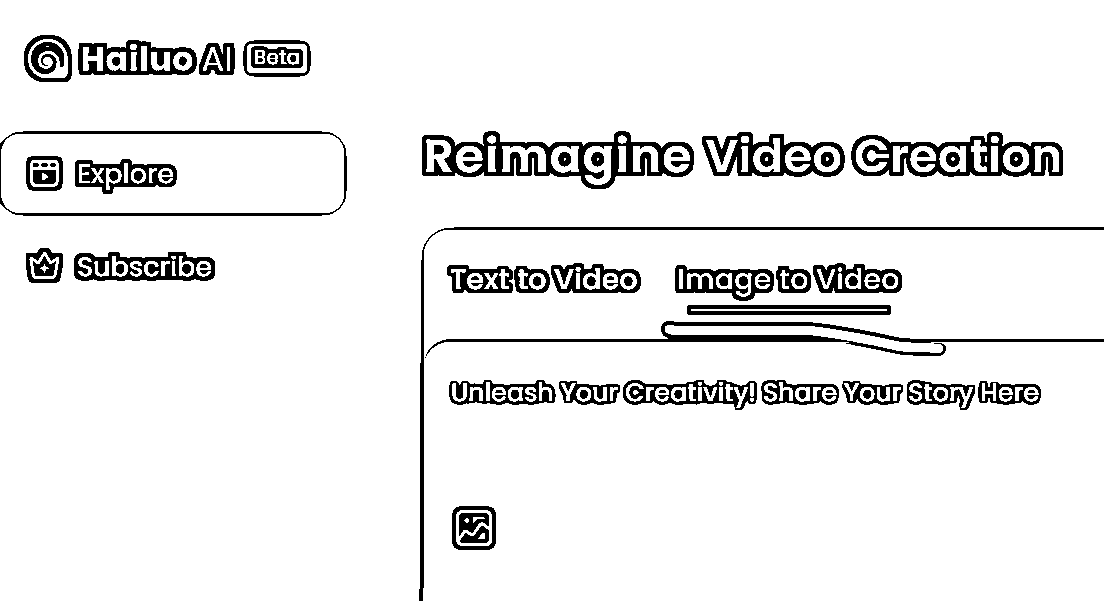 Hailuo AI Beta
Explore
Subscribe
Reimagine Video Creation
Text to Video Image to Video
Unleash Your Creativity! Share Your Story Here